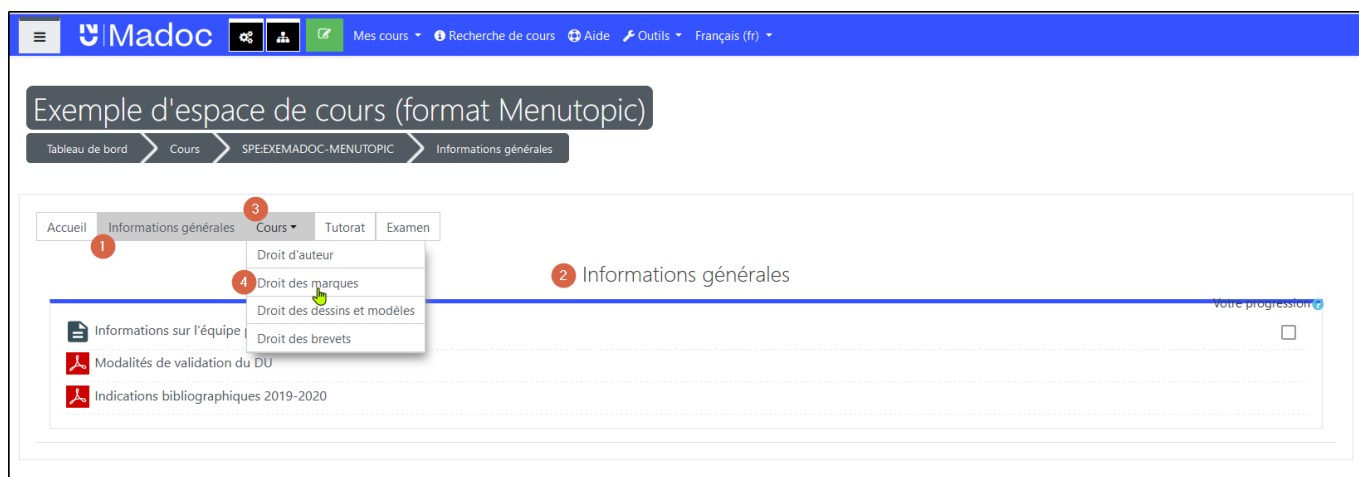 Madoc Mes cours Recherche de cours Aide Outils Français (fr)
Exemple d'espace de cours (format Menutopic)
Tableau de bord Cours SPE:EXEMADOC-MENUTOPIC Informations générales
3
Accueil Informations générales Cours Tutorat Examen
1
Droit d'auteur
2 Informations générales
4 Droit des marques
Votre progression
Droit des dessins et modèles
Informations sur l'équipe
Droit des brevets
Modalités de validation du DU
Indications bibliographiques 2019-2020